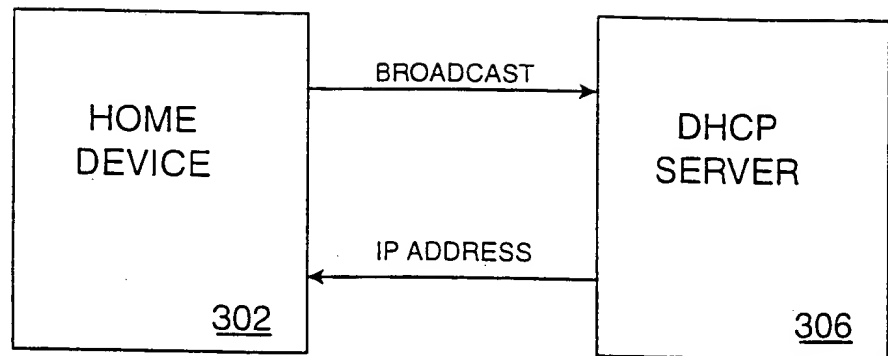 HOME
DEVICE
302
BROADCAST
IP ADDRESS
DHCP
SERVER
306